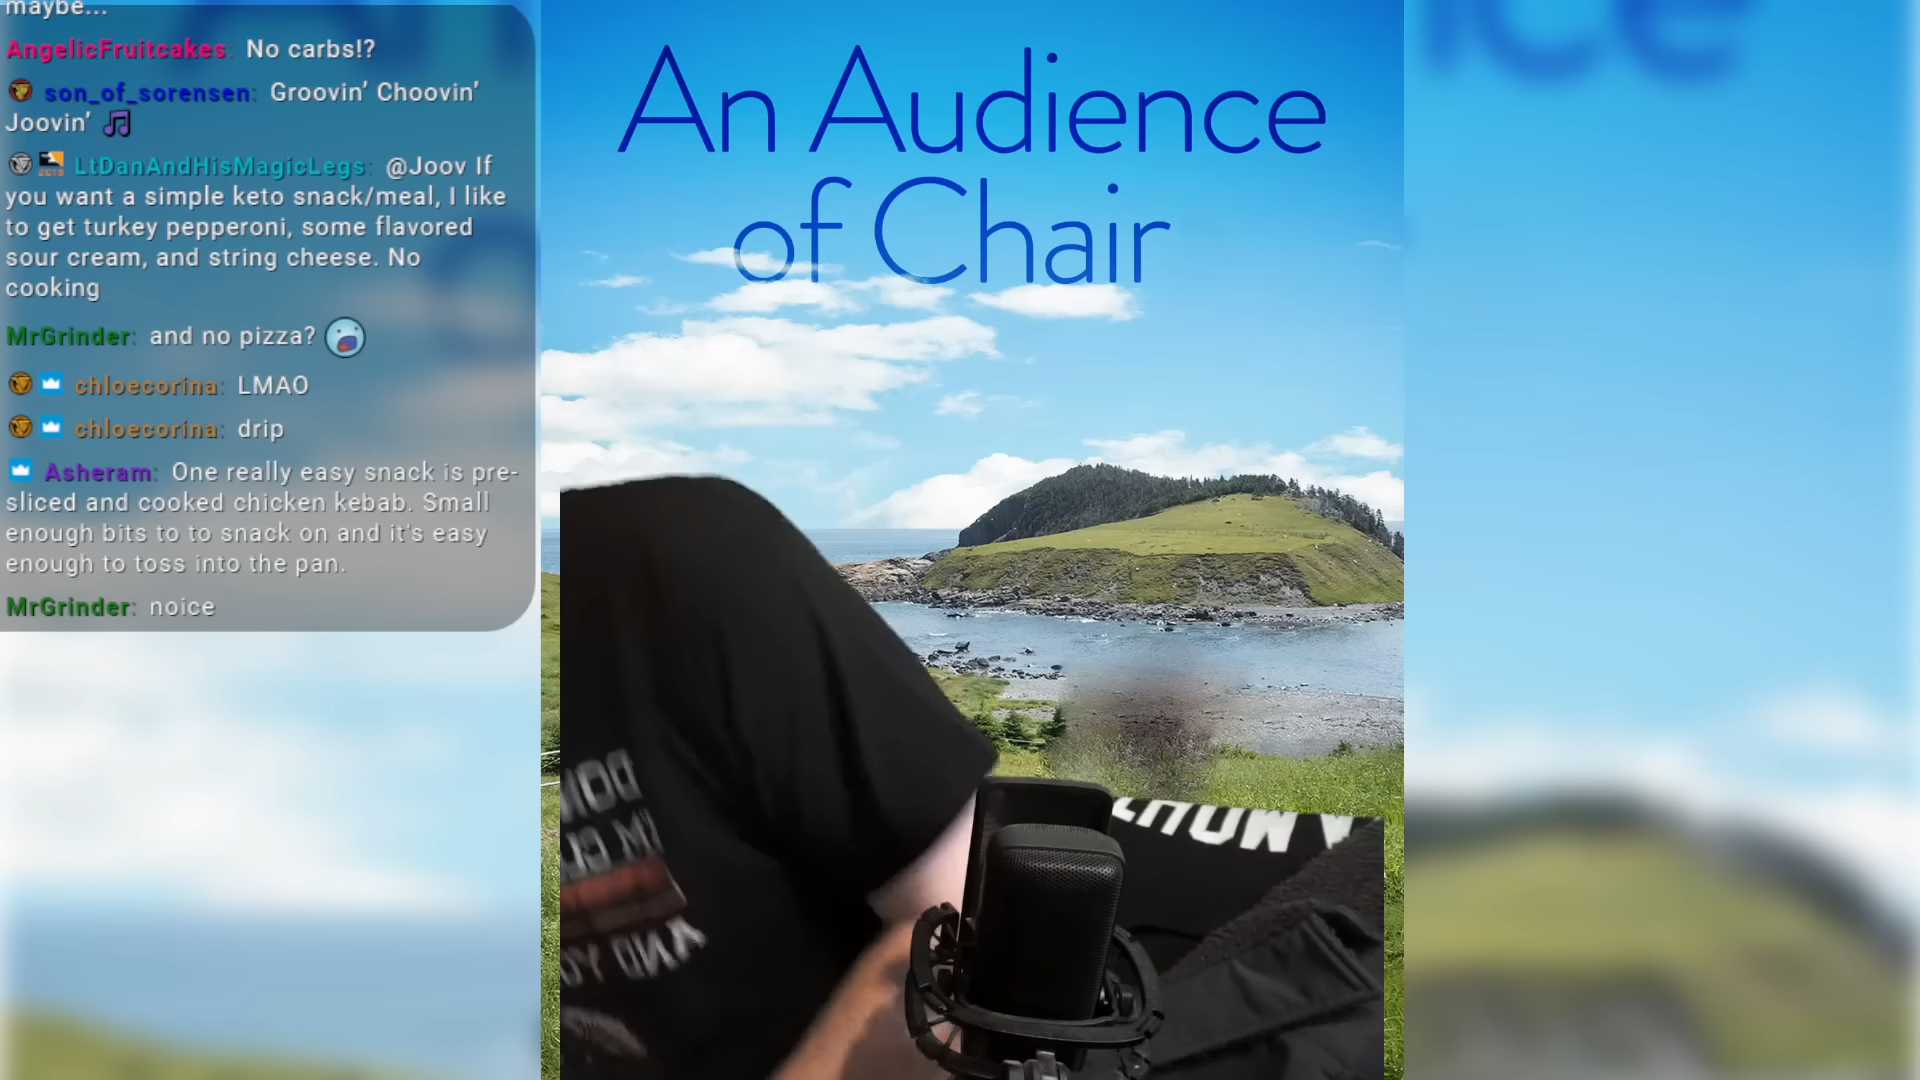 maybe...
AngelicFruitcakes: No carbs!?
son_of_sorensen: Groovin’ Choovin’
Joovin’
LtDanAndHisMagicLegs: @Joov If
you want a simple keto snack/meal, I like
to get turkey pepperoni, some flavored
sour cream, and string cheese. No
cooking
MrGrinder: and no pizza?
chloecorina: LMAO
chloecorina: drip
Asheram: One really easy snack is pre-
sliced and cooked chicken kebab. Small
enough bits to to snack on and it's easy
enough to toss into the pan.
MrGrinder: noice
An Audience
of Chair